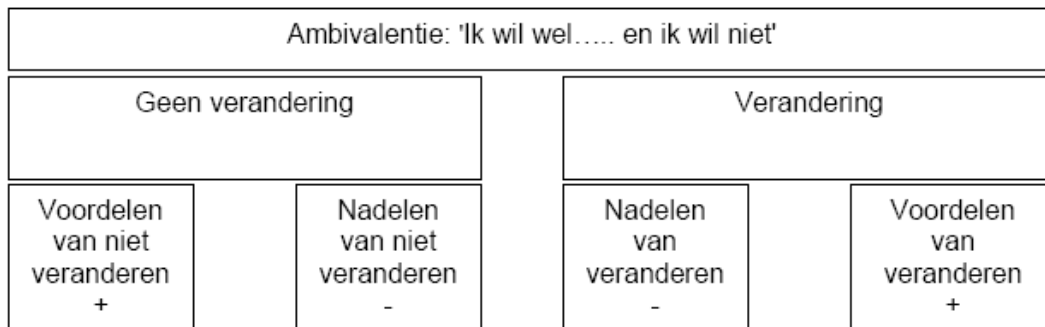 Ambivalentie: 'Ik wil wel….. en ik wil niet'
Geen verandering
Verandering
Voordelen
van niet
veranderen
+
Nadelen
van niet
veranderen
-
Nadelen
van
veranderen
-
Voordelen
van
veranderen
+